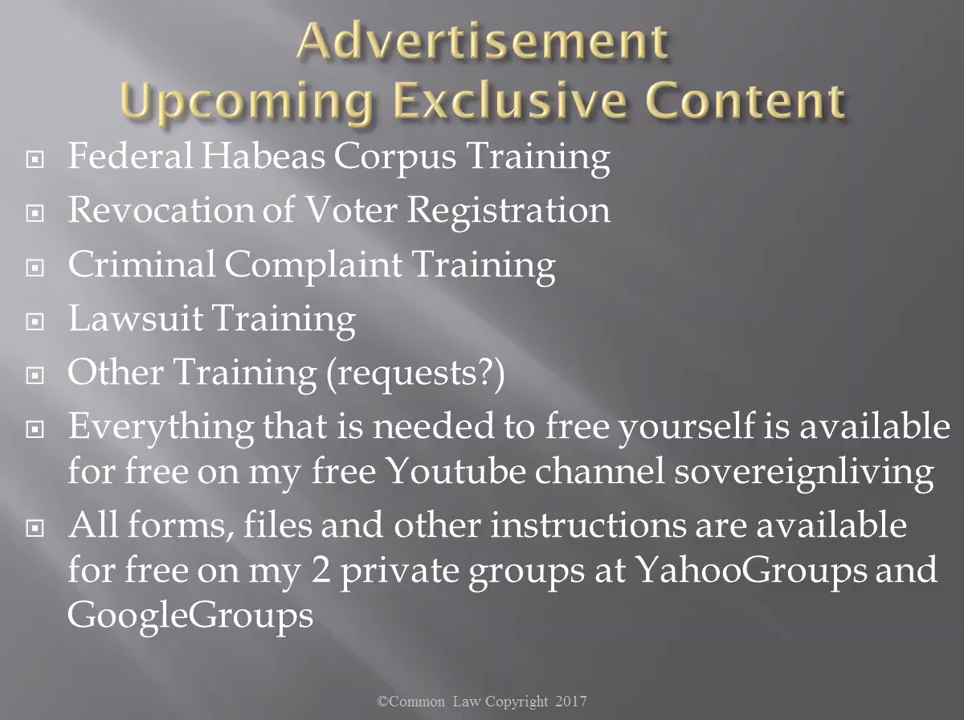 Advertisement
Upcoming Exclusive Content
Federal Habeas Corpus Training
Revocation of Voter Registration
Criminal Complaint Training
Lawsuit Training
Other Training (requests?)
Everything that is needed to free yourself is available
for free on my free Youtube channel sovereignliving
All forms, files and other instructions are available
for free on my 2 private groups at YahooGroups and
GoogleGroups
©Common Law Copyright 2017